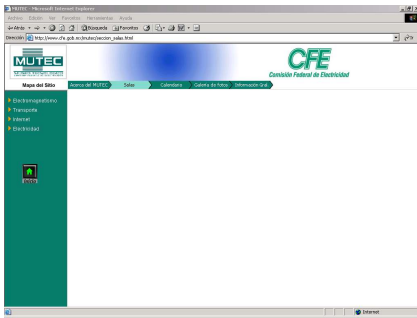 MUTEC - Microsoft Internet Explorer
Archivo Edición Ver Favoritos Herramientas Ayuda
Atrás Búsqueda Favoritos
Dirección http://www.cfe.gob.mx/mutec/seccion_salas.html
MUTEC
CFE
Comisión Federal de Electricidad
Mapa del Sitio Acerca del MUTEC Salas Calendario Galería de fotos Información Gral.
Electromagnetismo
Transporte
Internet
Electricidad
Inicio
Internet